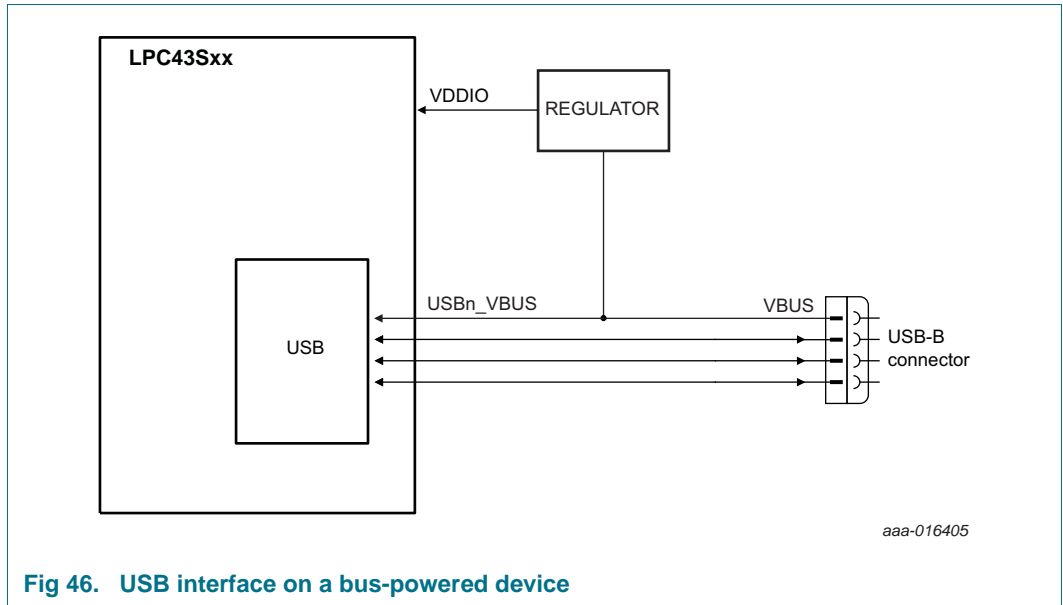 LPC43Sxx
VDDIO
REGULATOR
USBn_VBUS
VBUS
USB
USB-B
connector
aaa-016405
Fig 46. USB interface on a bus-powered device